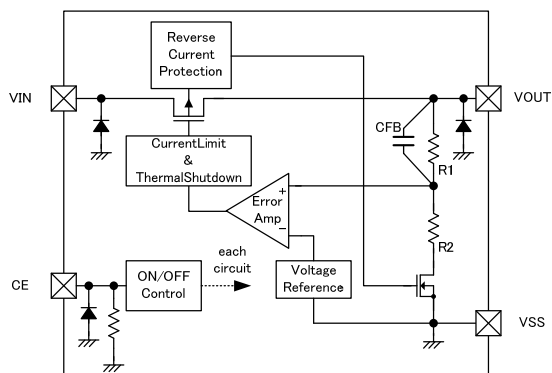 Reverse
Current
Protection
VIN
VOUT
CFB
R1
CurrentLimit
&
ThermalShutdown
+
Error
Amp
−
R2
each
circuit
CE
ON/OFF
Control
Voltage
Reference
VSS